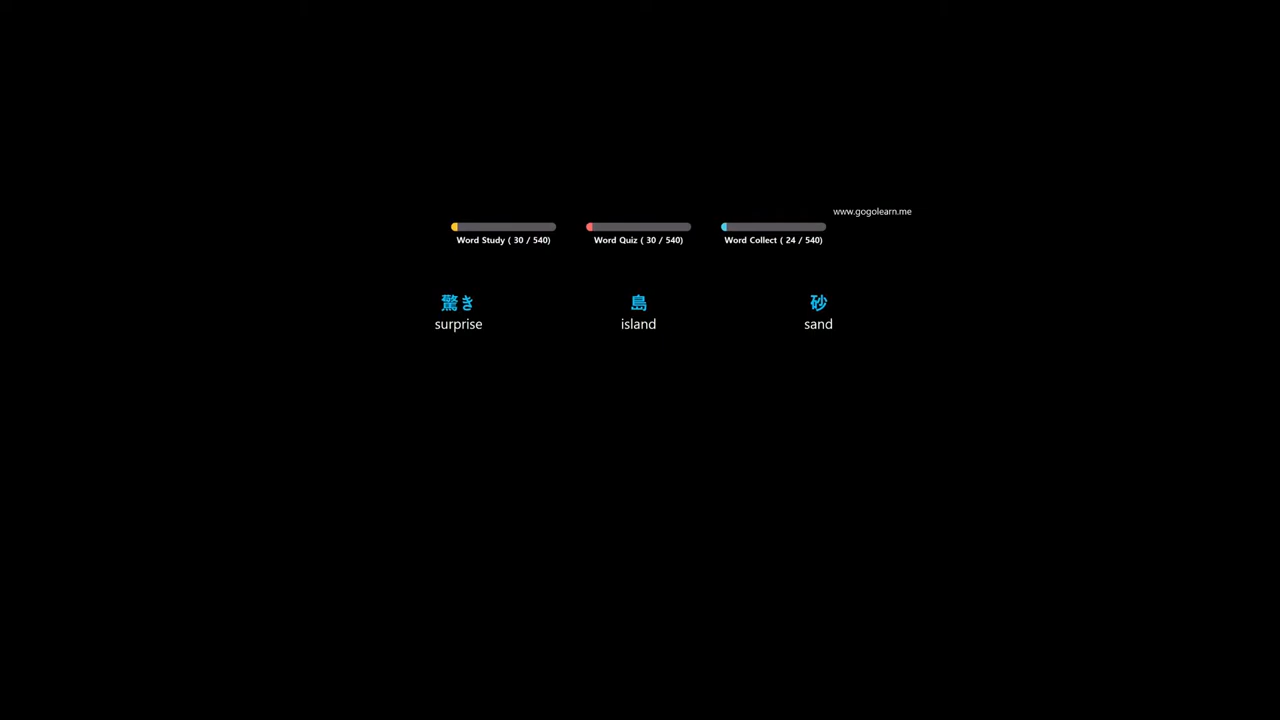 www.gogolearn.me
Word Study ( 30 / 540) Word Quiz ( 30 / 540) Word Collect ( 24 / 540)
驚き 島 砂
surprise island sand